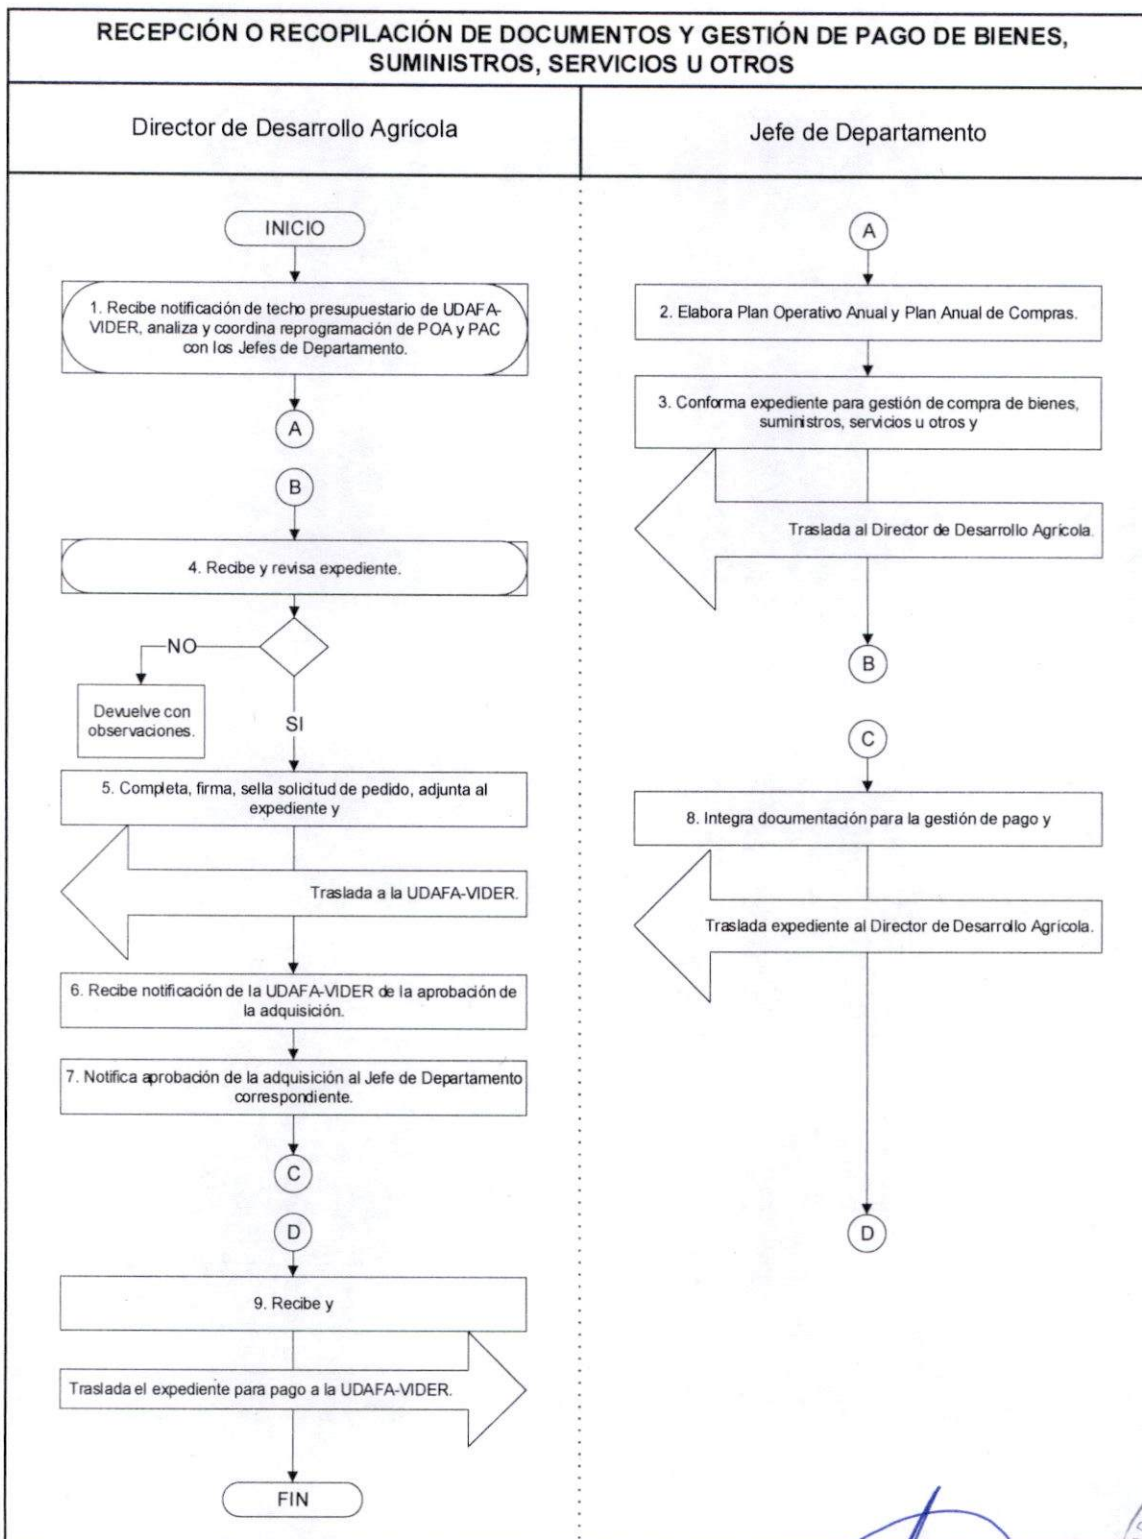 RECEPCIÓN O RECOPILACIÓN DE DOCUMENTOS Y GESTIÓN DE PAGO DE BIENES,
SUMINISTROS, SERVICIOS U OTROS
Director de Desarrollo Agrícola
Jefe de Departamento
INICIO
1. Recibe notificación de techo presupuestario de UDAFA-
VIDER, analiza y coordina reprogramación de POA y PAC
con los Jefes de Departamento.
A
B
4. Recibe y revisa expediente.
NO
Devuelve con
observaciones.
SI
5. Completa, firma, sella solicitud de pedido, adjunta al
expediente y
Traslada a la UDAFA-VIDER.
6. Recibe notificación de la UDAFA-VIDER de la aprobación de
la adquisición.
7. Notifica aprobación de la adquisición al Jefe de Departamento
correspondiente.
C
D
9. Recibe y
Traslada el expediente para pago a la UDAFA-VIDER.
FIN
A
2. Elabora Plan Operativo Anual y Plan Anual de Compras.
3. Conforma expediente para gestión de compra de bienes,
suministros, servicios u otros y
Traslada al Director de Desarrollo Agrícola.
B
C
8. Integra documentación para la gestión de pago y
Traslada expediente al Director de Desarrollo Agrícola.
D